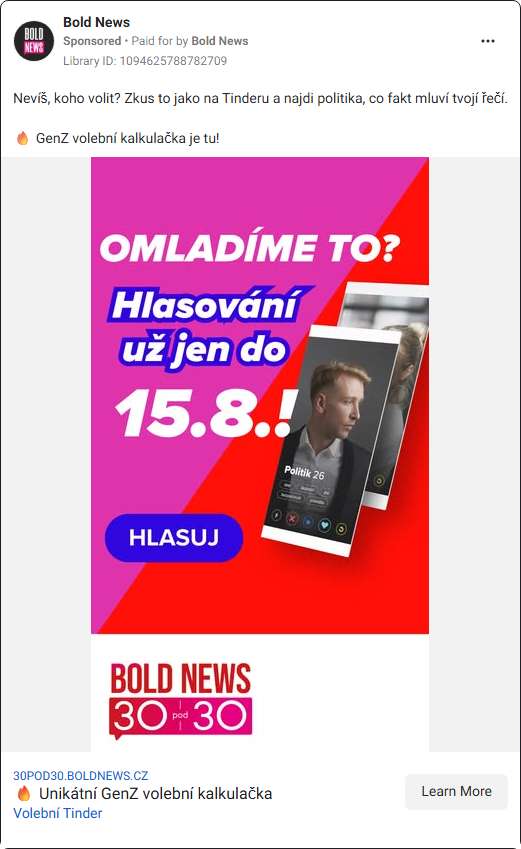 BOLD
NEWS
Bold News
Sponsored • Paid for by Bold News
Library ID: 1094625788782709
Nevíš, koho volit? Zkus to jako na Tinderu a najdi politika, co fakt mluví tvojí řečí.
🔥 GenZ volební kalkulačka je tu!
OMLADÍME TO?
Hlasování
už jen do
15.8.!
Politik 26
HLASUJ
BOLD NEWS
30 pod 30
30POD30.BOLDNEWS.CZ
🔥 Unikátní GenZ volební kalkulačka
Volební Tinder
Learn More